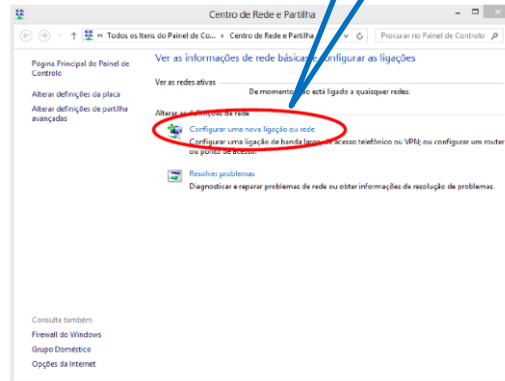 Centro de Rede e Partilha
« Todos os Itens do Painel de Co... › Centro de Rede e Partilha
Procurar no Painel de Controlo
Página Principal do Painel de
Controlo
Alterar definições da placa
Alterar definições de partilha
avançadas
Ver as informações de rede básicas e configurar as ligações
Ver as redes ativas
De momento não está ligado a quaisquer redes.
Alterar as definições de rede
Configurar uma nova ligação ou rede
Configurar uma ligação de banda larga, de acesso telefónico ou VPN; ou configurar um router
ou ponto de acesso.
Resolver problemas
Diagnosticar e reparar problemas de rede ou obter informações de resolução de problemas.
Consulte também
Firewall do Windows
Grupo Doméstico
Opções da Internet